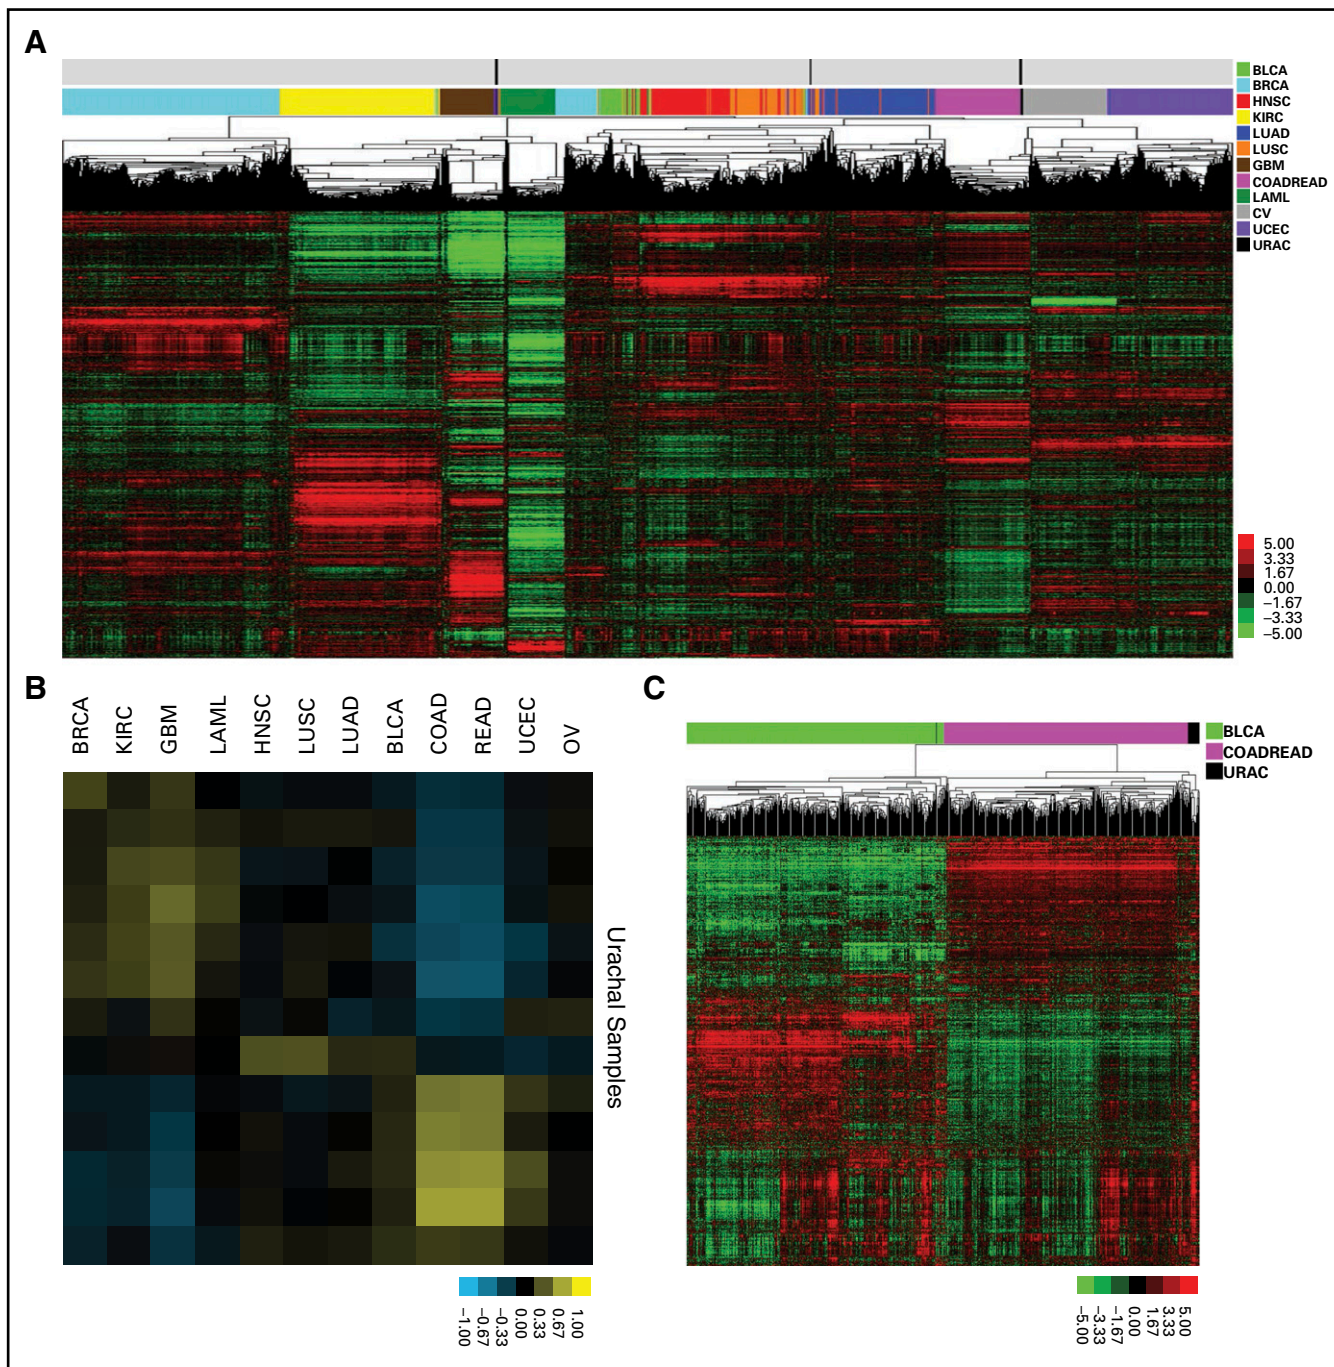 A
BLCA
BRCA
HNSC
KIRC
LUAD
LUSC
GBM
COADREAD
LAML
CV
UCEC
URAC
5.00
3.33
1.67
0.00
−1.67
−3.33
−5.00
B
BRCA
KIRC
GBM
LAML
HNSC
LUSC
LUAD
BLCA
COAD
READ
UCEC
OV
Urachal Samples
−1.00
−0.67
−0.33
0.00
0.33
0.67
1.00
C
BLCA
COADREAD
URAC
−5.00
−3.33
−1.67
0.00
1.67
3.33
5.00